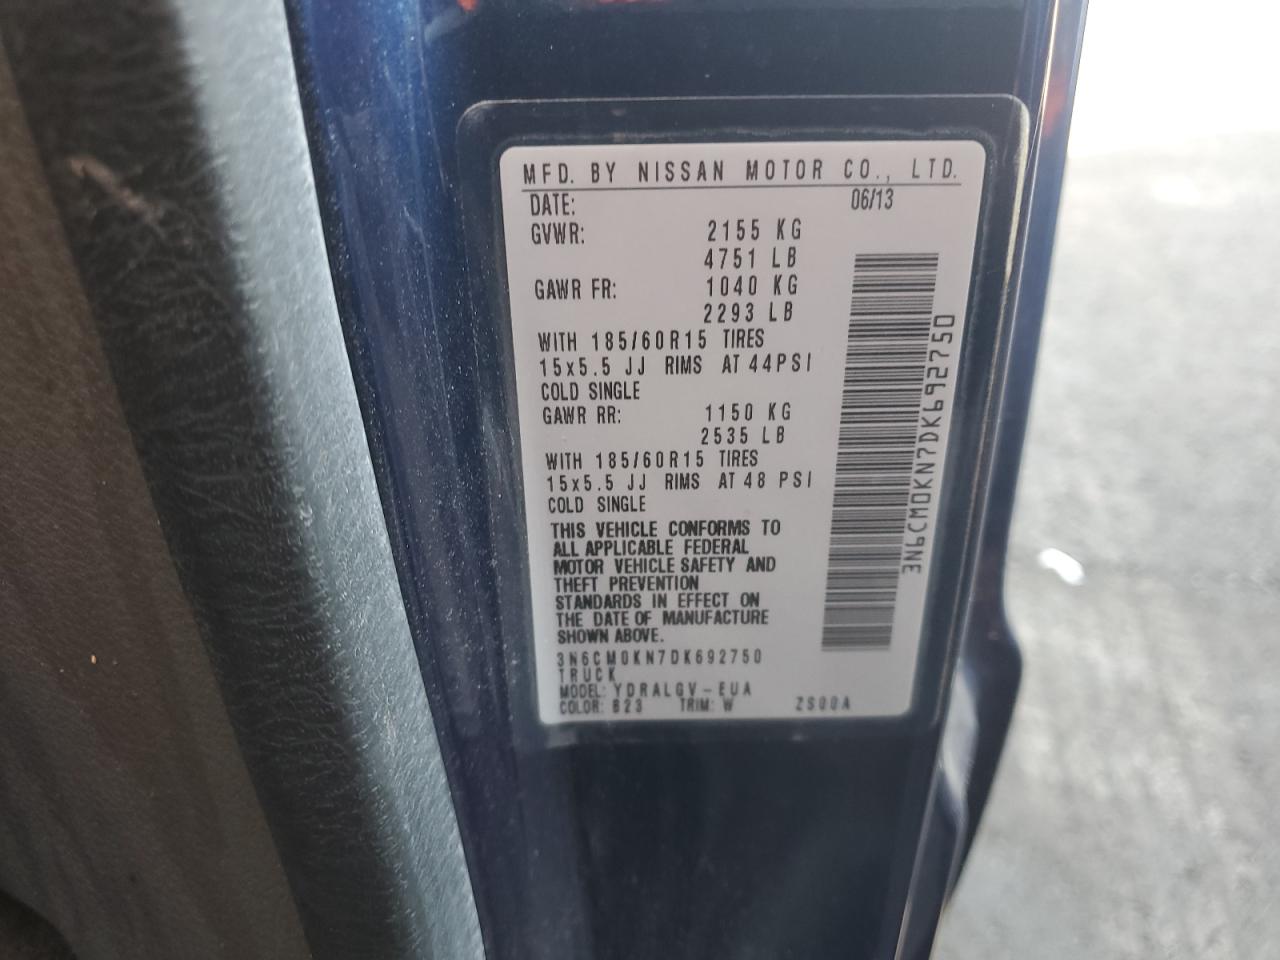 MFD. BY NISSAN MOTOR CO., LTD.
DATE: 06/13
GVWR: 2155 KG
4751 LB
GAWR FR: 1040 KG
2293 LB
WITH 185/60R15 TIRES
15x5.5 JJ RIMS AT 44PSI
COLD SINGLE
GAWR RR: 1150 KG
2535 LB
WITH 185/60R15 TIRES
15x5.5 JJ RIMS AT 48 PSI
COLD SINGLE
THIS VEHICLE CONFORMS TO
ALL APPLICABLE FEDERAL
MOTOR VEHICLE SAFETY AND
THEFT PREVENTION
STANDARDS IN EFFECT ON
THE DATE OF MANUFACTURE
SHOWN ABOVE.
3N6CM0KN7DK692750
TRUCK
MODEL: YDRALGV-EUA
COLOR: B23 TRIM: W ZS00A
3N6CM0KN7DK692750